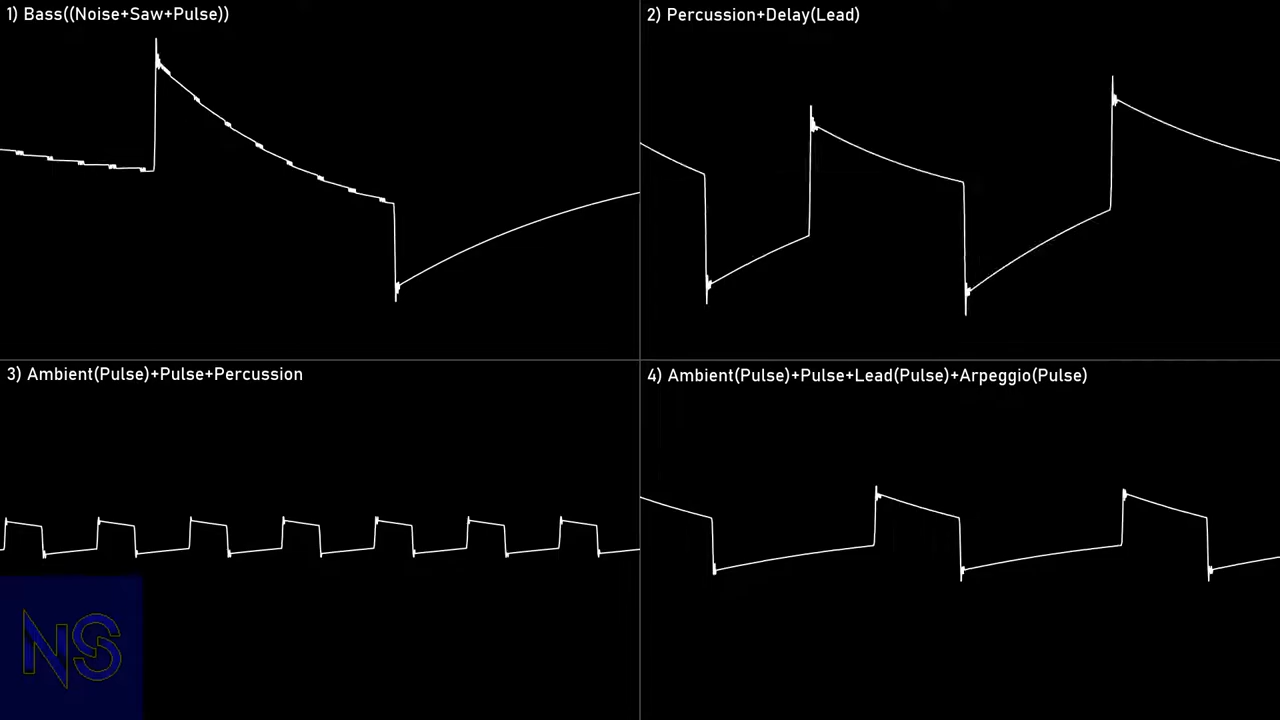 1) Bass((Noise+Saw+Pulse))
2) Percussion+Delay(Lead)
3) Ambient(Pulse)+Pulse+Percussion
4) Ambient(Pulse)+Pulse+Lead(Pulse)+Arpeggio(Pulse)
NS